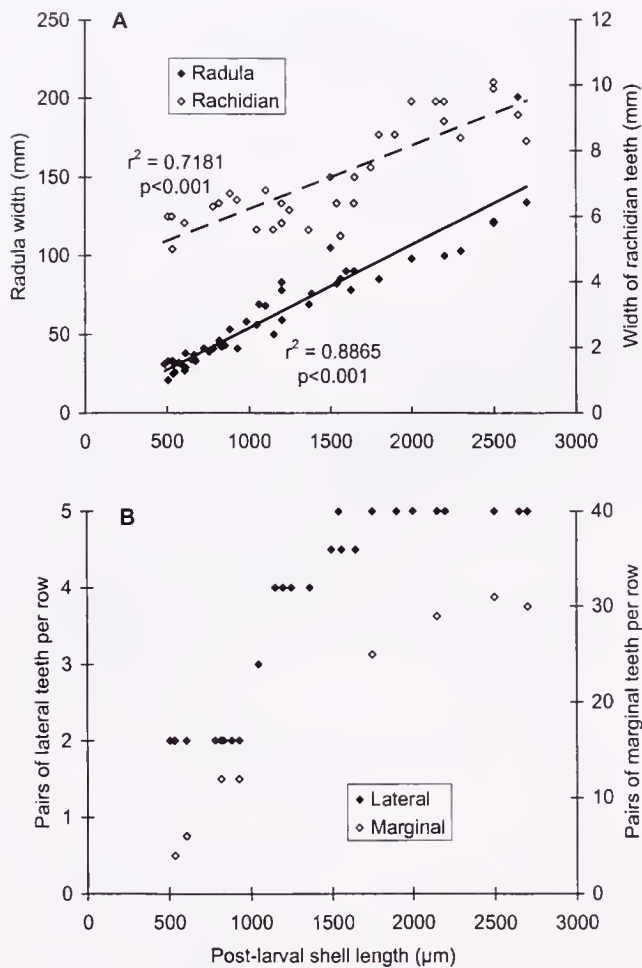 A
Radula
Rachidian
r² = 0.7181
p<0.001
r² = 0.8865
p<0.001
Radula width (mm)
250
200
150
100
50
0
Width of rachidian teeth (mm)
12
10
8
6
4
2
0
0 500 1000 1500 2000 2500 3000
B
Lateral
Marginal
Pairs of lateral teeth per row
5
4
3
2
1
0
Pairs of marginal teeth per row
40
30
20
10
0
0 500 1000 1500 2000 2500 3000
Post-larval shell length (µm)